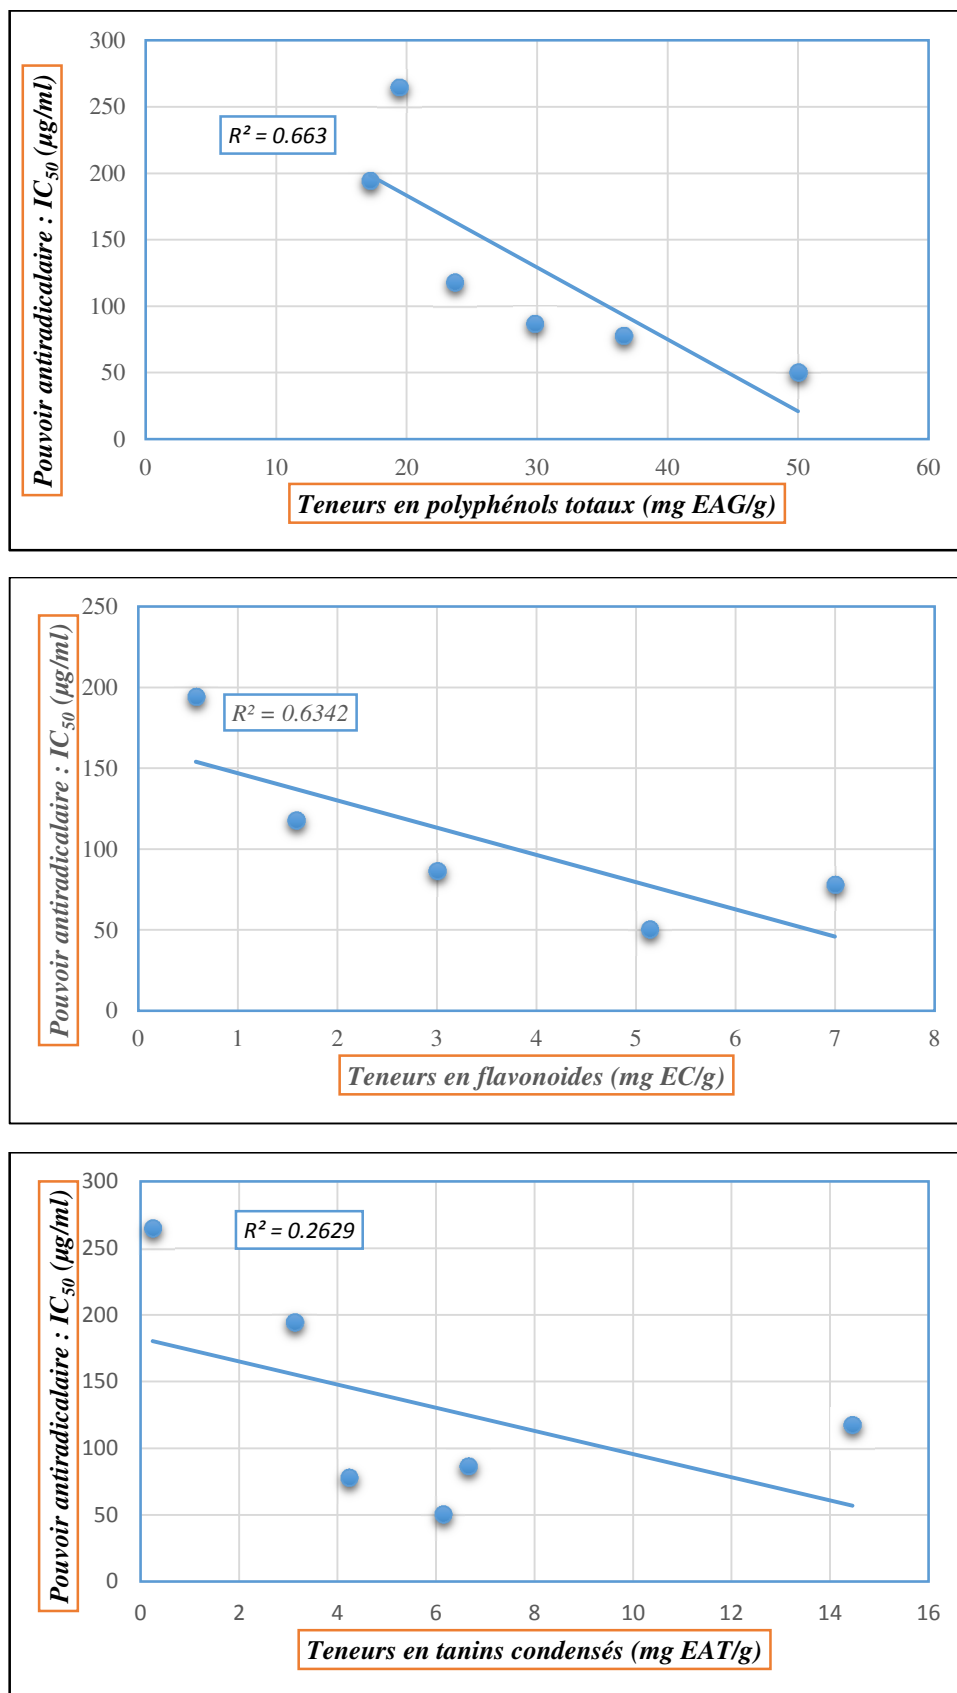 Pouvoir antiradicalaire : IC50 (µg/ml)
300
250
200
150
100
50
0
R² = 0.663
0 10 20 30 40 50 60
Teneurs en polyphénols totaux (mg EAG/g)
Pouvoir antiradicalaire : IC50 (µg/ml)
250
200
150
100
50
0
R² = 0.6342
0 1 2 3 4 5 6 7 8
Teneurs en flavonoides (mg EC/g)
Pouvoir antiradicalaire : IC50 (µg/ml)
300
250
200
150
100
50
0
R² = 0.2629
0 2 4 6 8 10 12 14 16
Teneurs en tanins condensés (mg EAT/g)